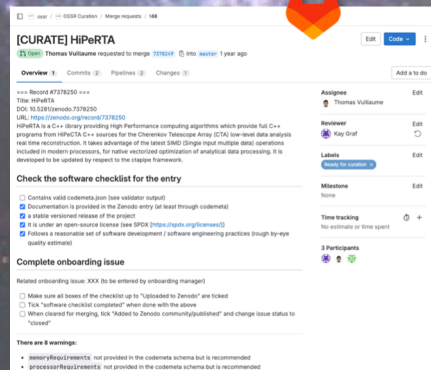 ossr / OSSR Curation / Merge requests / !68
[CURATE] HiPeRTA
Edit
Code
Open Thomas Vuillaume requested to merge 7378249 into master 1 year ago
Overview 1 Commits 2 Pipelines 2 Changes 1
Add a to do
=== Record #7378250 ===
Title: HiPeRTA
DOI: 10.5281/zenodo.7378250
URL: https://zenodo.org/record/7378250
HiPeRTA is a C++ library providing High Performance computing algorithms which provide full C++
programs from HiPeCTA C++ sources for the Cherenkov Telescope Array (CTA) low-level data analysis
real time reconstruction. It takes advantage of the latest SIMD (Single input multiple data) operations
included in modern processors, for native vectorized optimization of analytical data processing. It is
developed to be updated by respect to the ctapipe framework.
Check the software checklist for the entry
Contains valid codemeta.json (see validator output)
Documentation is provided in the Zenodo entry (at least through codemeta)
a stable versioned release of the project
It is under an open-source license (see SPDX (https://spdx.org/licenses/))
Follows a reasonable set of software development / software engineering practices (rough by-eye
quality estimate)
Complete onboarding issue
Related onboarding issue: XXX (to be entered by onboarding manager)
Make sure all boxes of the checklist up to "Uploaded to Zenodo" are ticked
Tick "software checklist completed" when done with the above
When cleared for merging, tick "Added to Zenodo community/published" and change issue status to
"closed"
There are 8 warnings:
memoryRequirements not provided in the codemeta schema but is recommended
processorRequirements not provided in the codemeta schema but is recommended
Assignee
Edit
Thomas Vuillaume
Reviewer
Edit
Kay Graf
Labels
Edit
Ready for curation
Milestone
Edit
None
Time tracking
No estimate or time spent
3 Participants